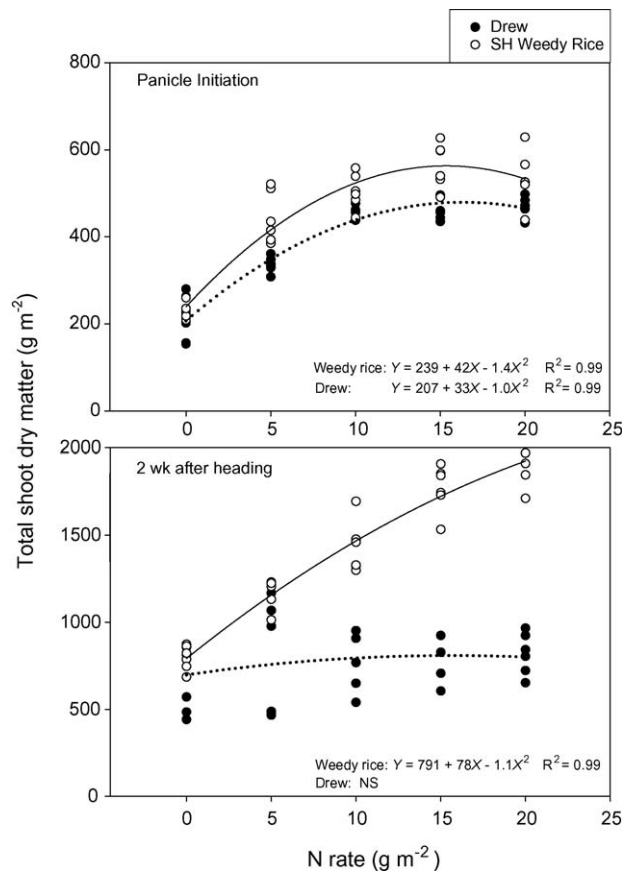 Drew
SH Weedy Rice
Panicle Initiation
800
600
400
200
0
Weedy rice: Y = 239 + 42X - 1.4X² R² = 0.99
Drew: Y = 207 + 33X - 1.0X² R² = 0.99
0 5 10 15 20 25
Total shoot dry matter (g m⁻²)
2 wk after heading
2000
1500
1000
500
0
Weedy rice: Y = 791 + 78X - 1.1X² R² = 0.99
Drew: NS
0 5 10 15 20 25
N rate (g m⁻²)